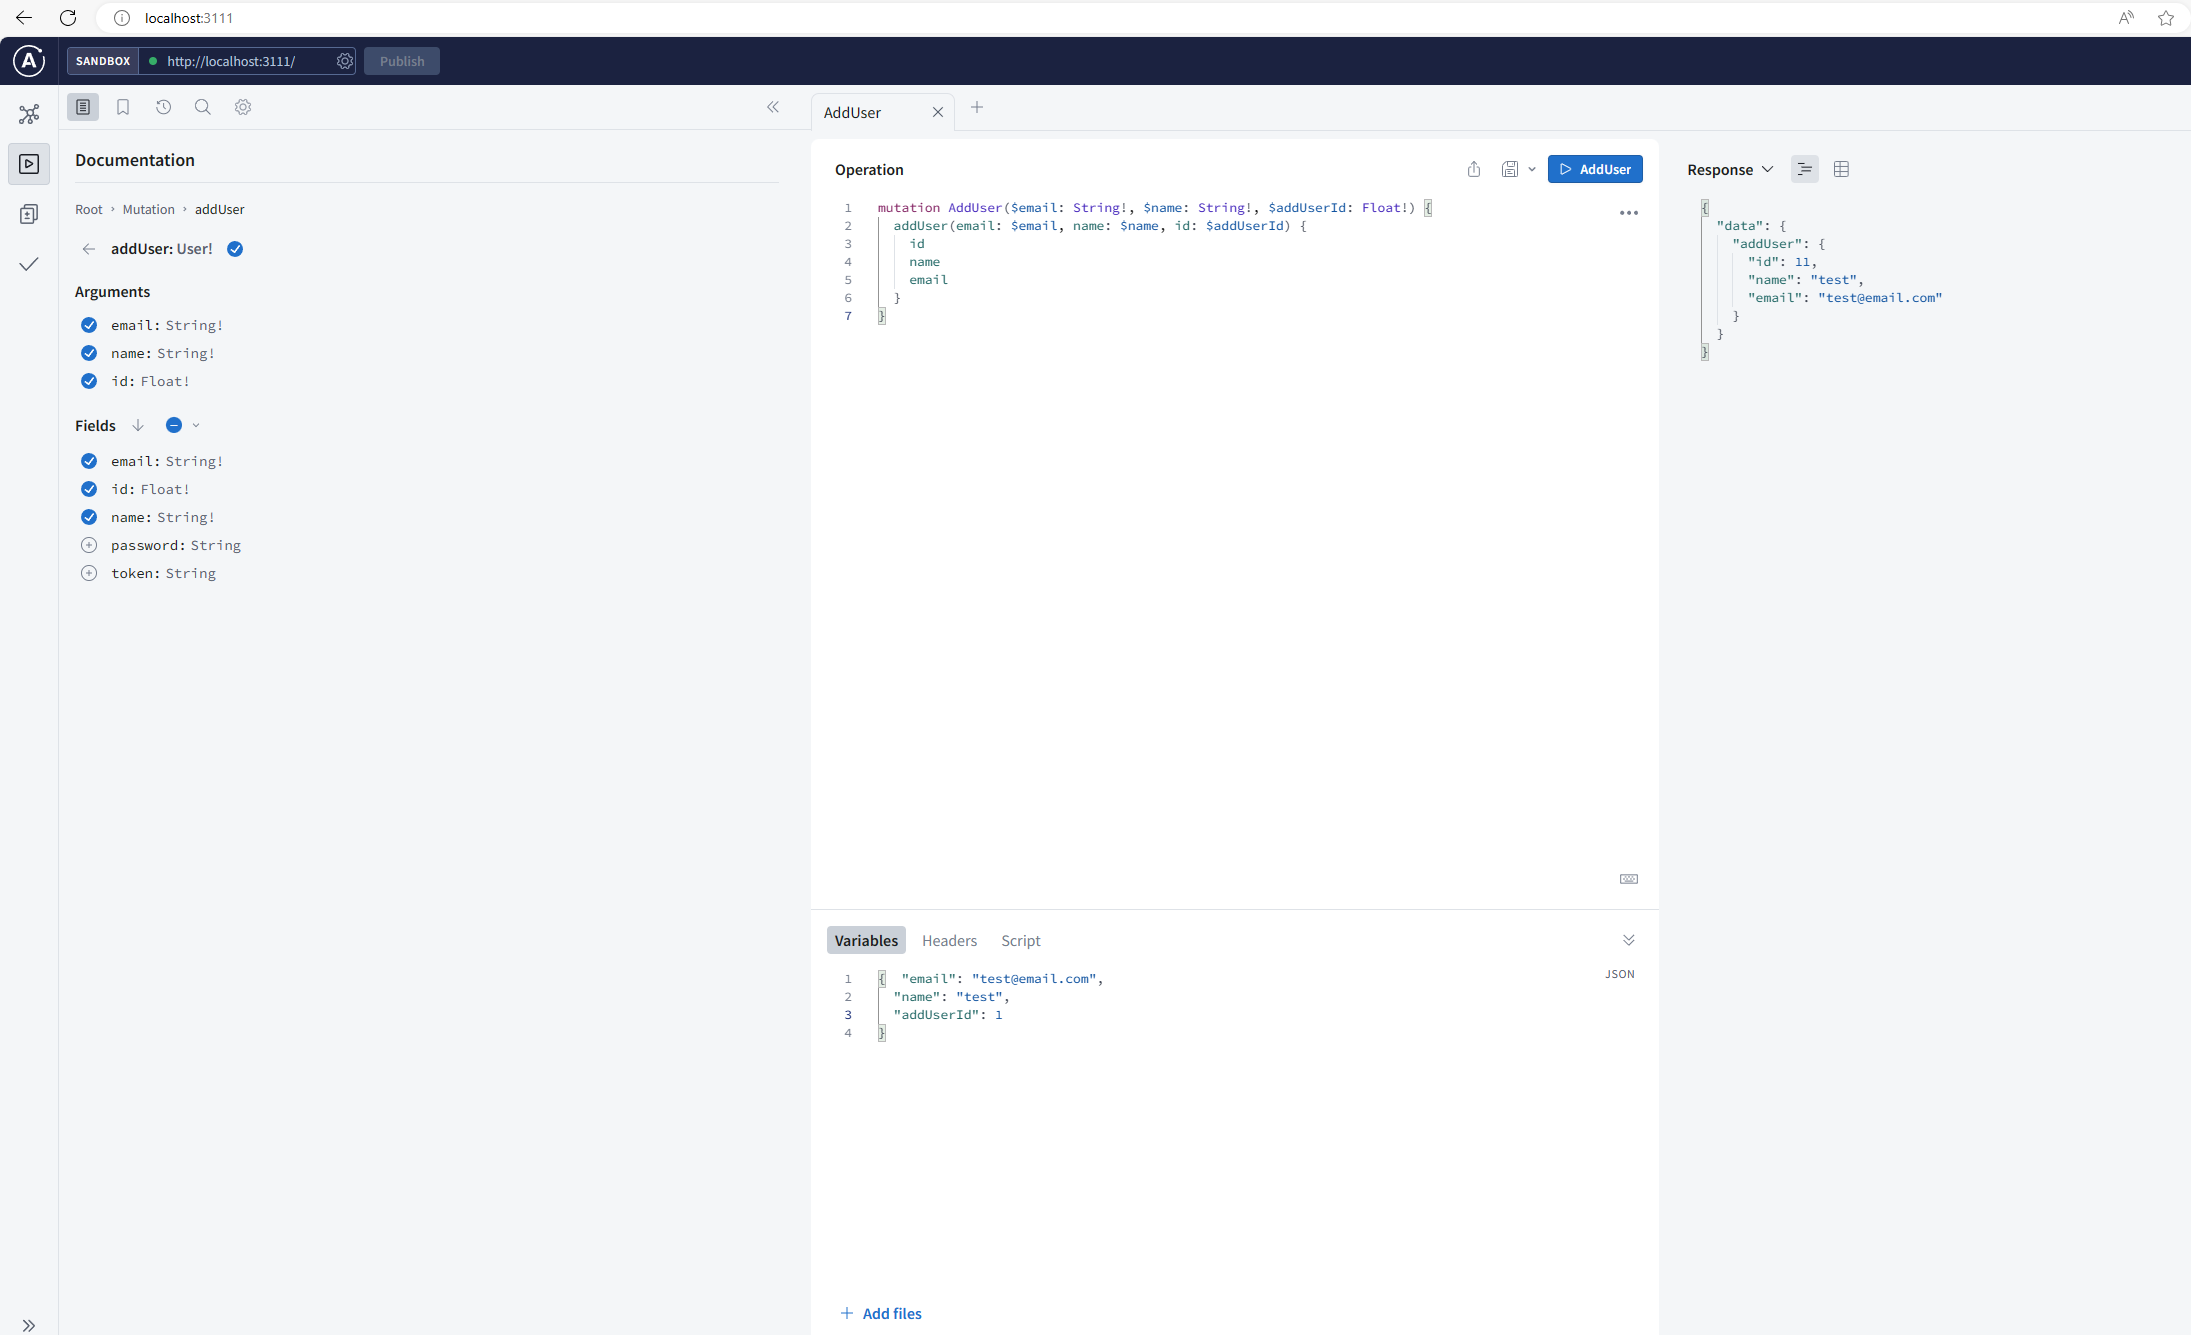 localhost:3111
SANDBOX
http://localhost:3111/
Publish
Documentation
Root › Mutation › addUser
addUser: User!
Arguments
email: String!
name: String!
id: Float!
Fields
email: String!
id: Float!
name: String!
password: String
token: String
AddUser
Operation
AddUser
1 mutation AddUser($email: String!, $name: String!, $addUserId: Float!) {
2 addUser(email: $email, name: $name, id: $addUserId) {
3 id
4 name
5 email
6 }
7 }
Variables
Headers
Script
JSON
1 { "email": "test@email.com",
2 "name": "test",
3 "addUserId": 1
4 }
Add files
Response
{
"data": {
"addUser": {
"id": 11,
"name": "test",
"email": "test@email.com"
}
}
}